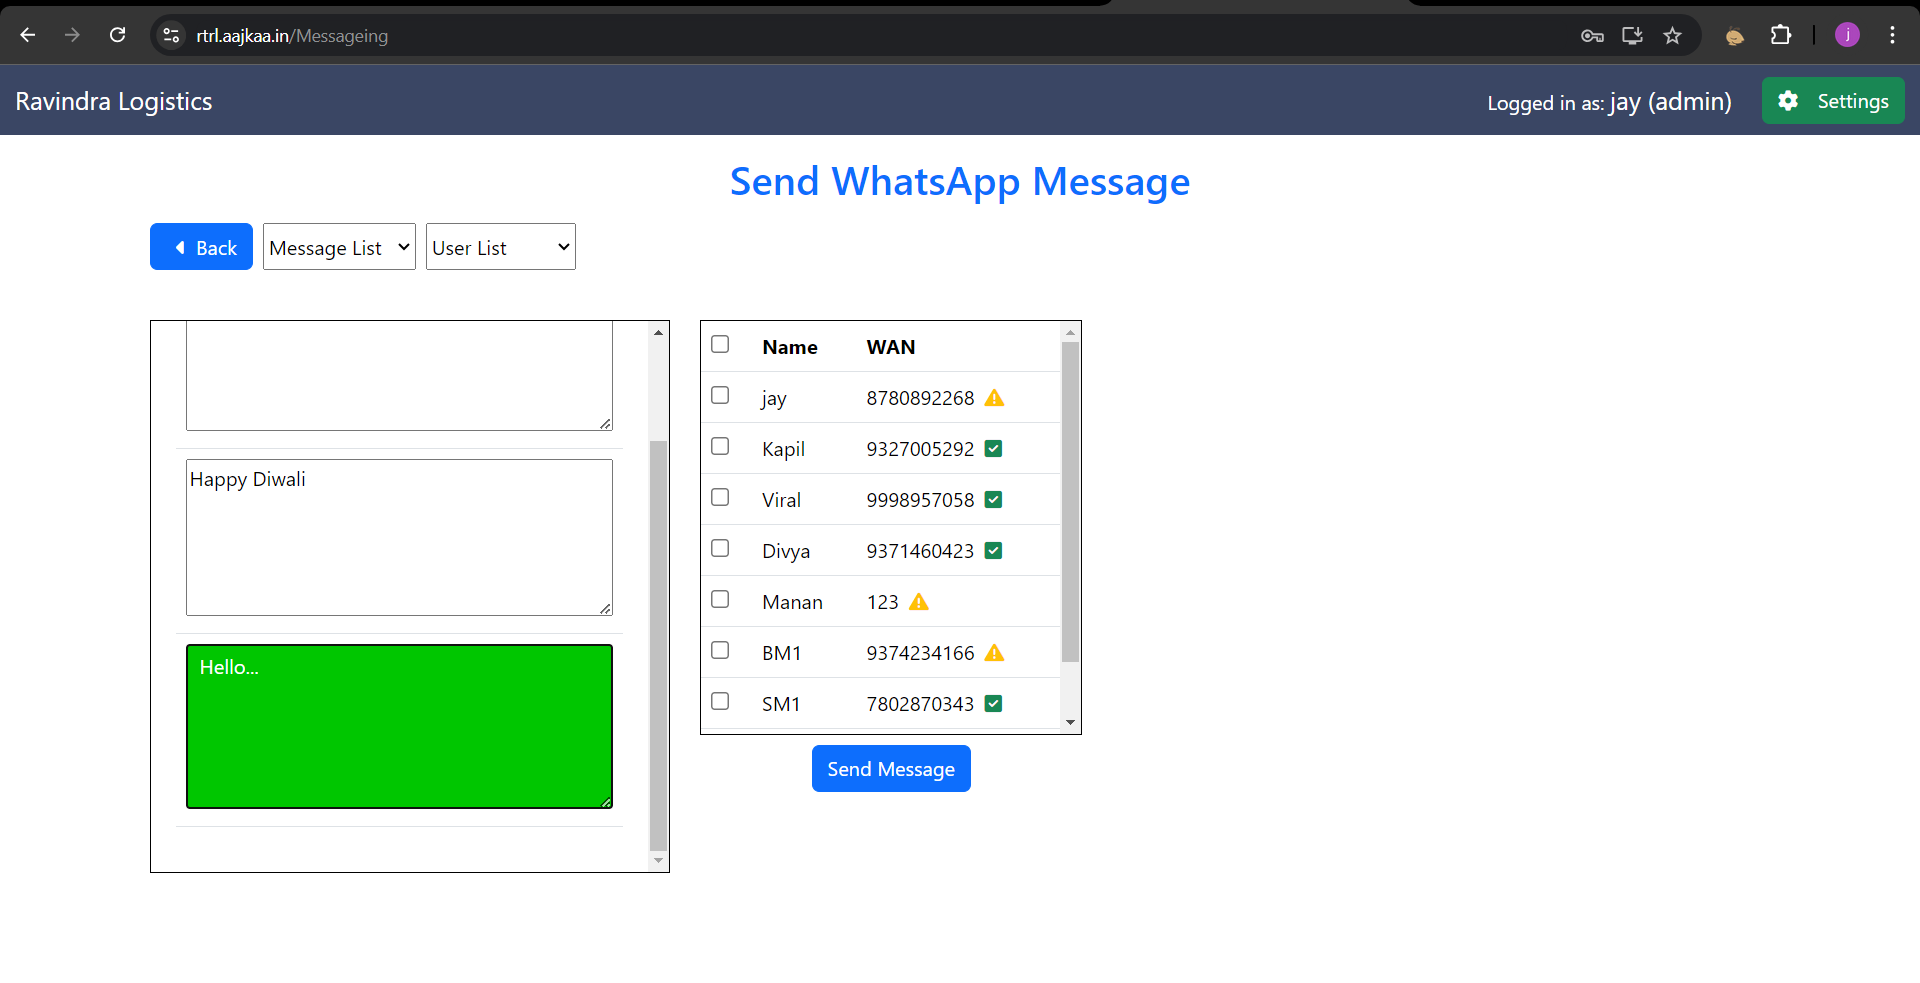 rtrl.aajkaa.in/Messageing
j
Ravindra Logistics
Logged in as: jay (admin)
Settings
Send WhatsApp Message
Back
Message List
User List
Happy Diwali
Hello...
Name WAN
jay 8780892268
Kapil 9327005292
Viral 9998957058
Divya 9371460423
Manan 123
BM1 9374234166
SM1 7802870343
Send Message